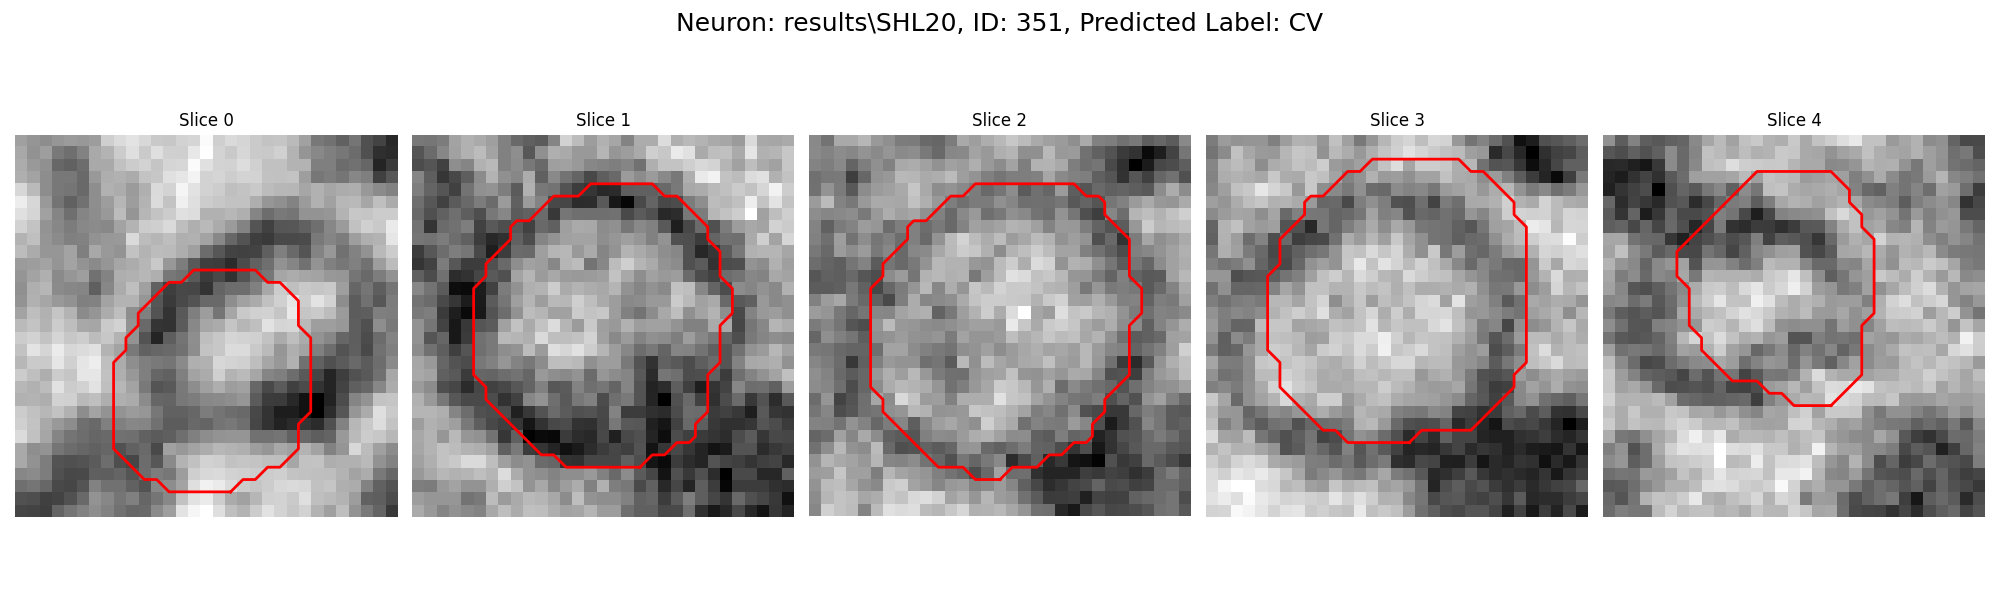 Neuron: results\SHL20, ID: 351, Predicted Label: CV
Slice 0
Slice 1
Slice 2
Slice 3
Slice 4